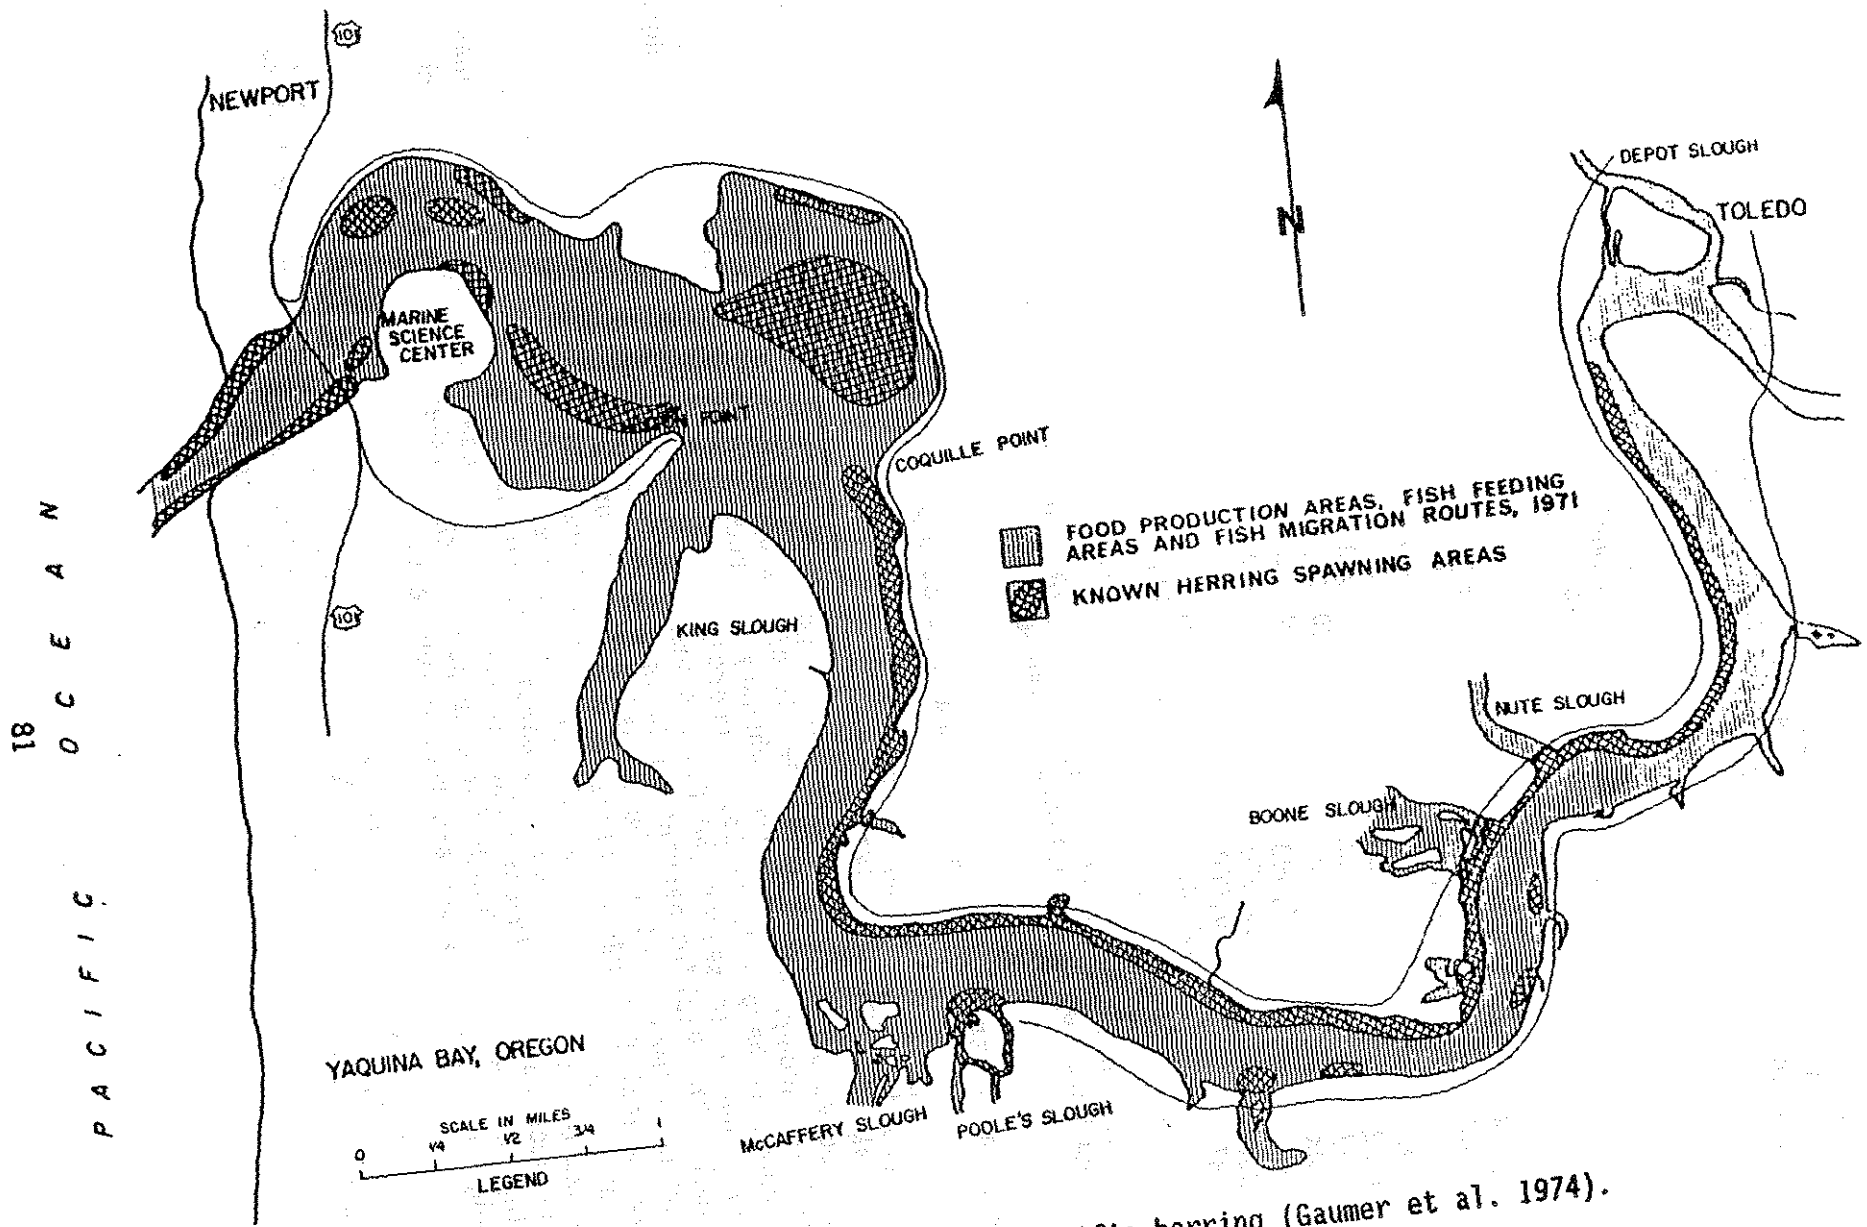 101
NEWPORT
DEPOT SLOUGH
TOLEDO
N
MARINE
SCIENCE
CENTER
POINT
COQUILLE POINT
FOOD PRODUCTION AREAS, FISH FEEDING
AREAS AND FISH MIGRATION ROUTES, 1971
KNOWN HERRING SPAWNING AREAS
101
KING SLOUGH
NUTE SLOUGH
BOONE SLOUGH
PACIFIC OCEAN
81
YAQUINA BAY, OREGON
SCALE IN MILES
0 1/4 1/2 3/4 1
LEGEND
McCAFFERY SLOUGH
POOLE'S SLOUGH
herring (Gaumer et al. 1974).